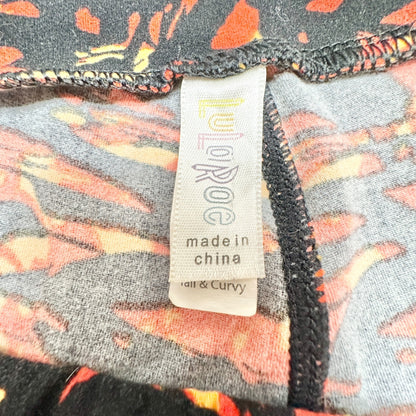 LuLaRoe
made in
china
Tall & Curvy